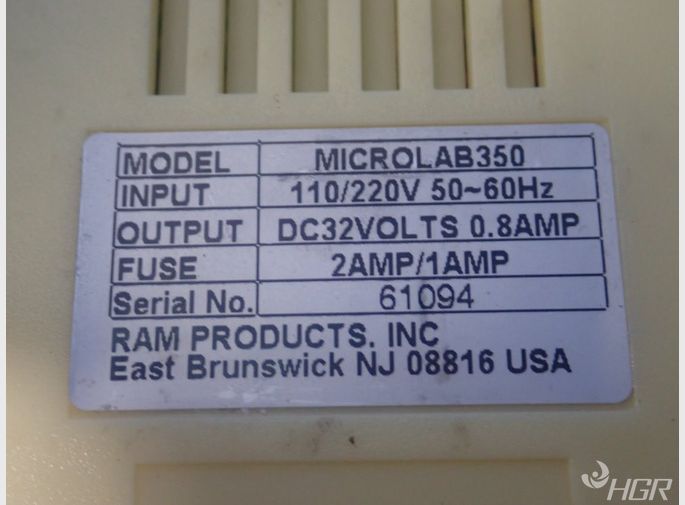 MODEL MICROLAB350
INPUT 110/220V 50~60Hz
OUTPUT DC32VOLTS 0.8AMP
FUSE 2AMP/1AMP
Serial No. 61094
RAM PRODUCTS. INC
East Brunswick NJ 08816 USA
HGR